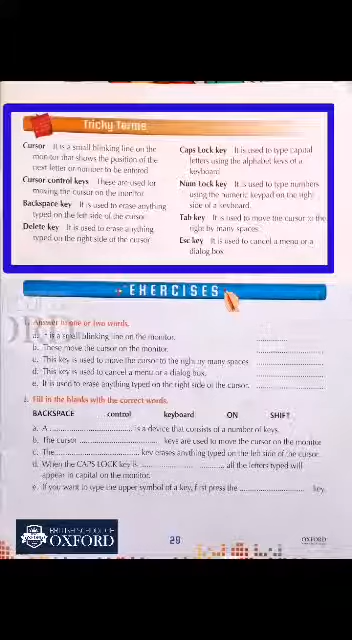 Tricky Terms
Cursor It is a small blinking line on the
monitor that shows the position of the
next letter or number to be entered
Cursor control keys These are used for
moving the cursor on the monitor
Backspace key It is used to erase anything
typed on the left side of the cursor
Delete key It is used to erase anything
typed on the right side of the cursor
Caps Lock key It is used to type capital
letters using the alphabet keys of a
keyboard
Num Lock key It is used to type numbers
using the numeric keypad on the right
side of a keyboard
Tab key It is used to move the cursor to the
right by many spaces
Esc key It is used to cancel a menu or a
dialog box
EXERCISES
1. Answer in one or two words.
a. It is a small blinking line on the monitor.
b. These move the cursor on the monitor.
c. This key is used to move the cursor to the right by many spaces
d. This key is used to cancel a menu or a dialog box.
e. It is used to erase anything typed on the right side of the cursor.
2. Fill in the blanks with the correct words.
BACKSPACE control keyboard ON SHIFT
a. A ........................ is a device that consists of a number of keys.
b. The cursor ........................ keys are used to move the cursor on the monitor
c. The ........................ key erases anything typed on the left side of the cursor.
d. When the CAPS LOCK key is ........................ all the letters typed will
appear in capital on the monitor.
e. If you want to type the upper symbol of a key, first press the ........................ key.
BRITISH SCHOOL OF
OXFORD
29
OXFORD